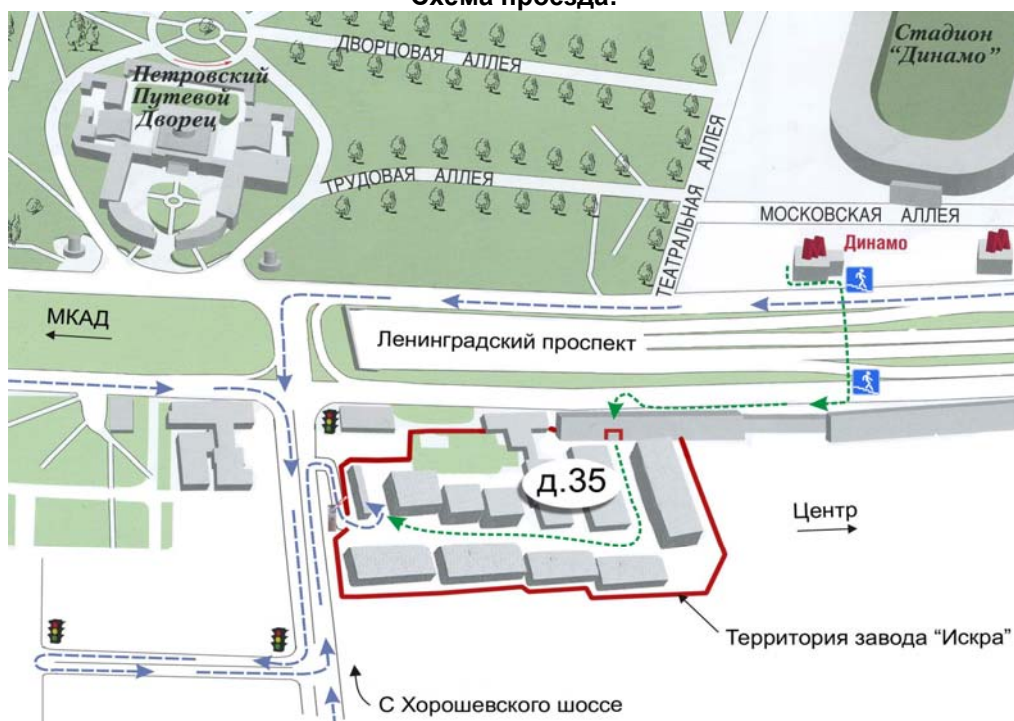 Схема проезда:
ДВОРЦОВАЯ АЛЛЕЯ
Стадион
"Динамо"
Петровский
Путевой
Дворец
ТРУДОВАЯ АЛЛЕЯ
ТЕАТРАЛЬНАЯ АЛЛЕЯ
МОСКОВСКАЯ АЛЛЕЯ
Динамо
МКАД
Ленинградский проспект
д.35
Центр
Территория завода "Искра"
С Хорошевского шоссе